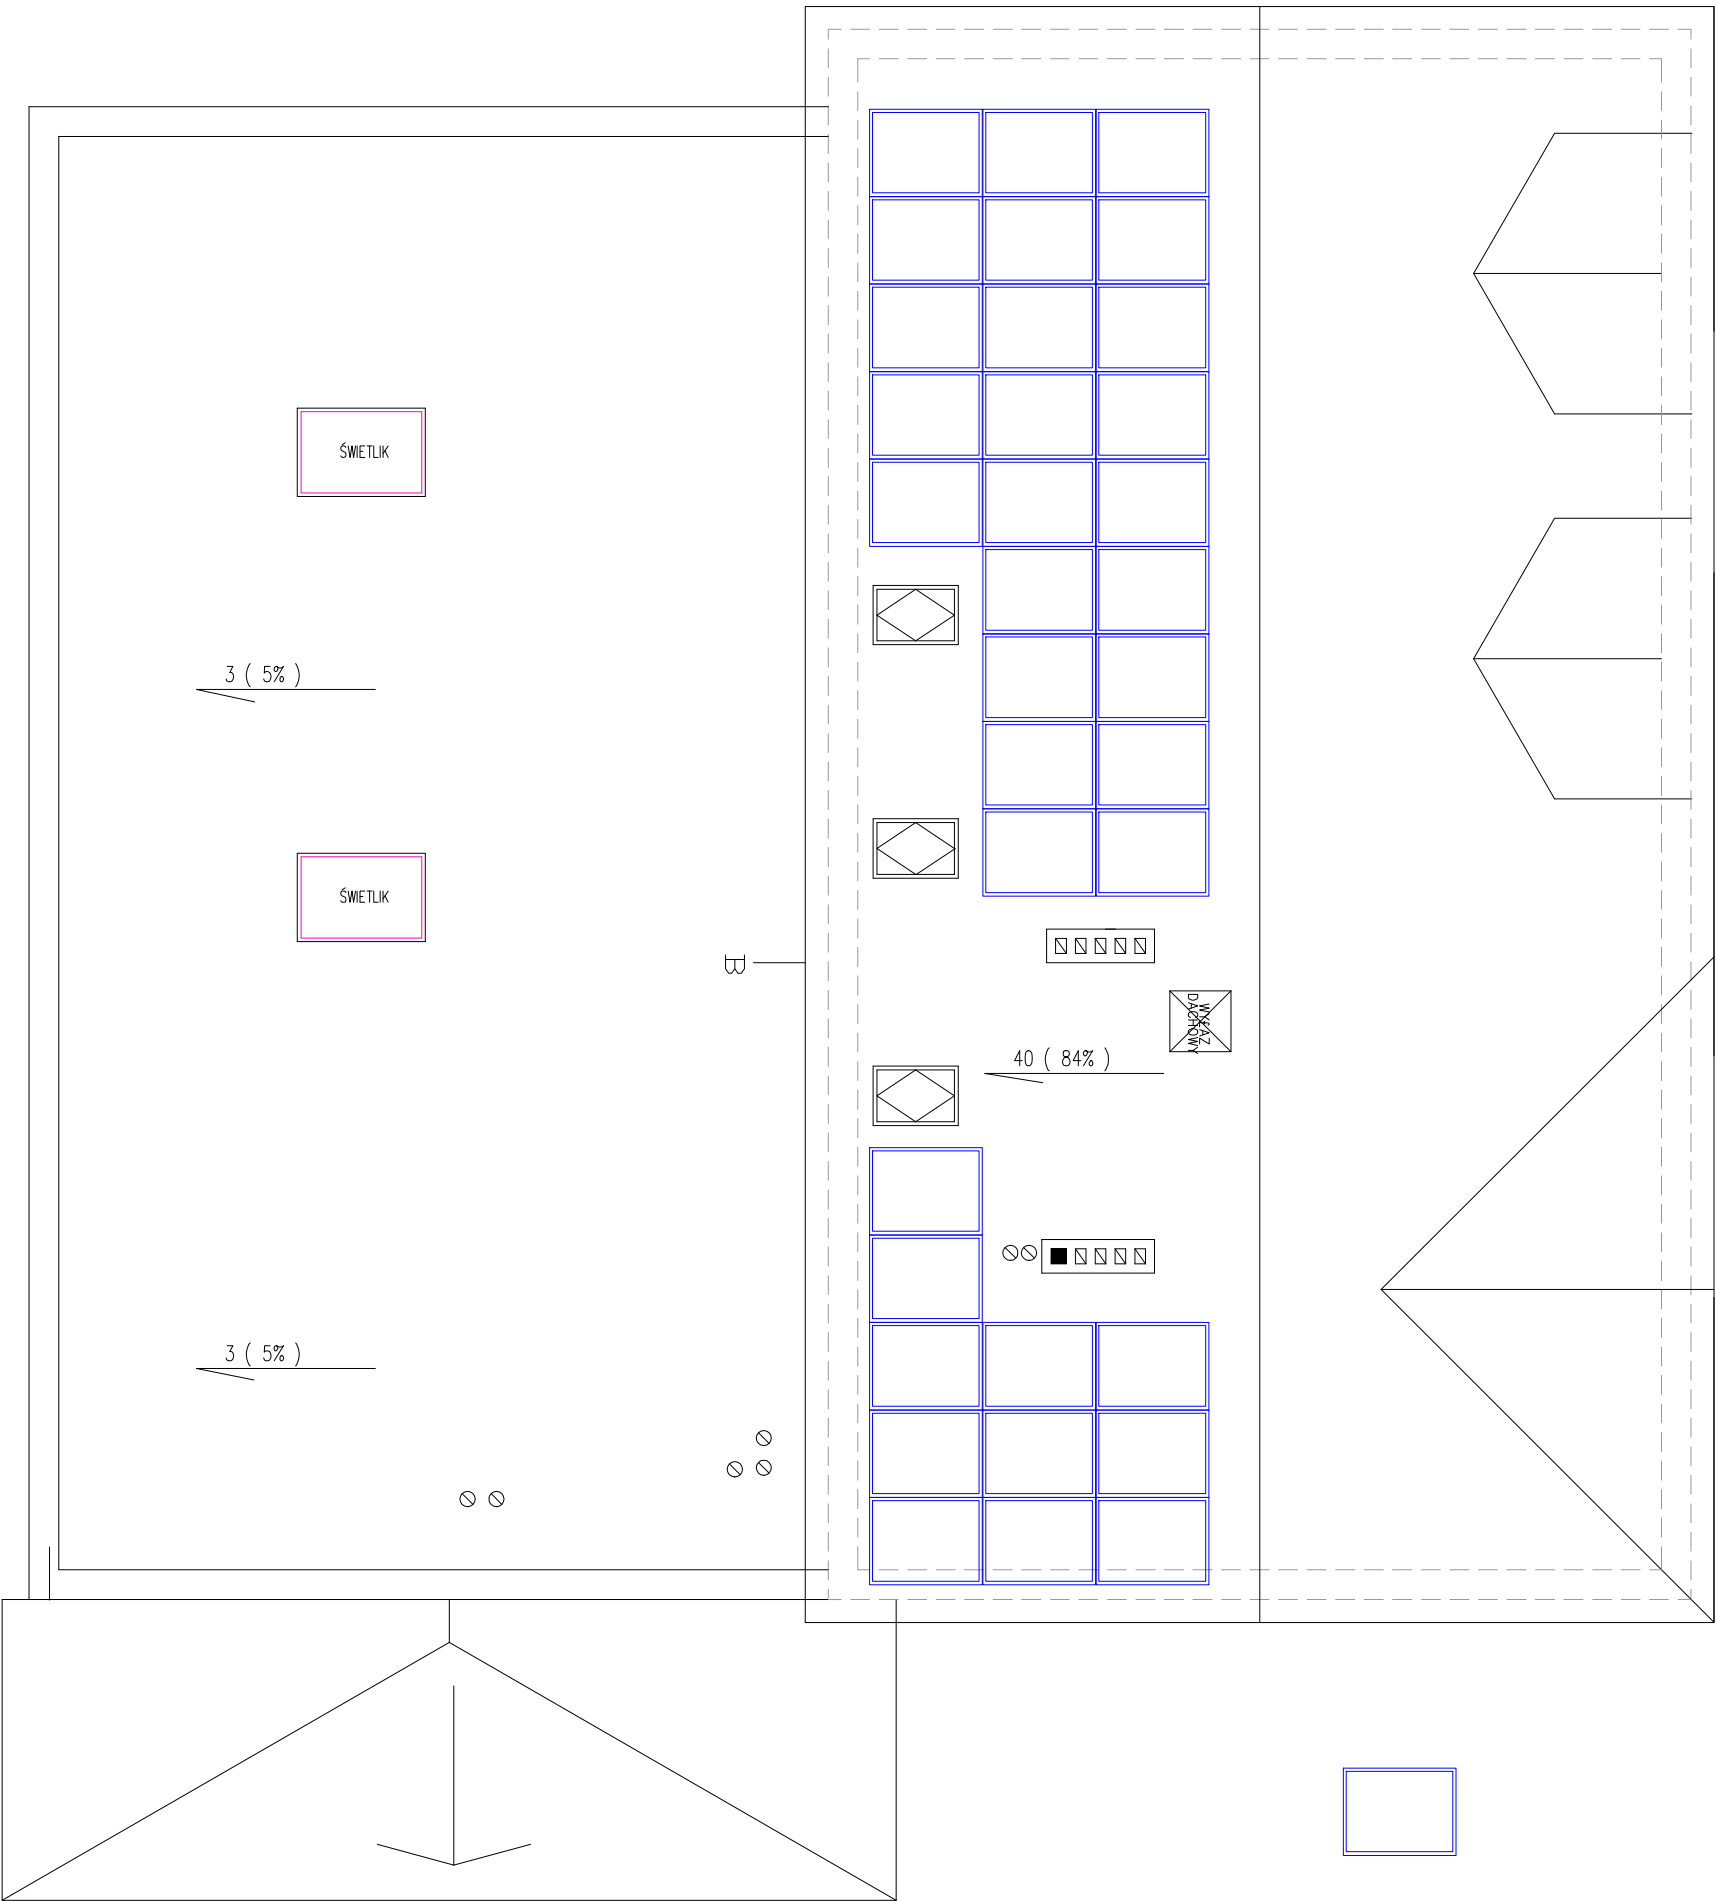 ŚWIETLIK
3 ( 5% )
ŚWIETLIK
B
WYŁAZ
DACHOWY
40 ( 84% )
3 ( 5% )